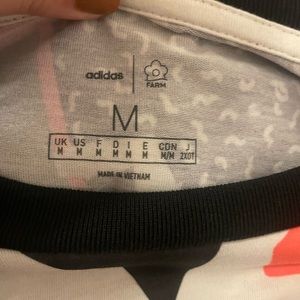 adidas FARM
M
UK US F D I E CDN J
M M M M M M M/M 2XOT
MADE IN VIETNAM